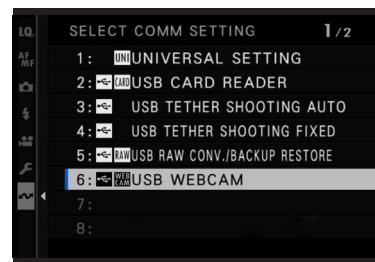 I.Q. SELECT COMM SETTING 1/2
AF MF 1: UNI UNIVERSAL SETTING
2: CARD USB CARD READER
3: USB TETHER SHOOTING AUTO
4: USB TETHER SHOOTING FIXED
5: RAW USB RAW CONV./BACKUP RESTORE
6: WEB CAM USB WEBCAM
7:
8: